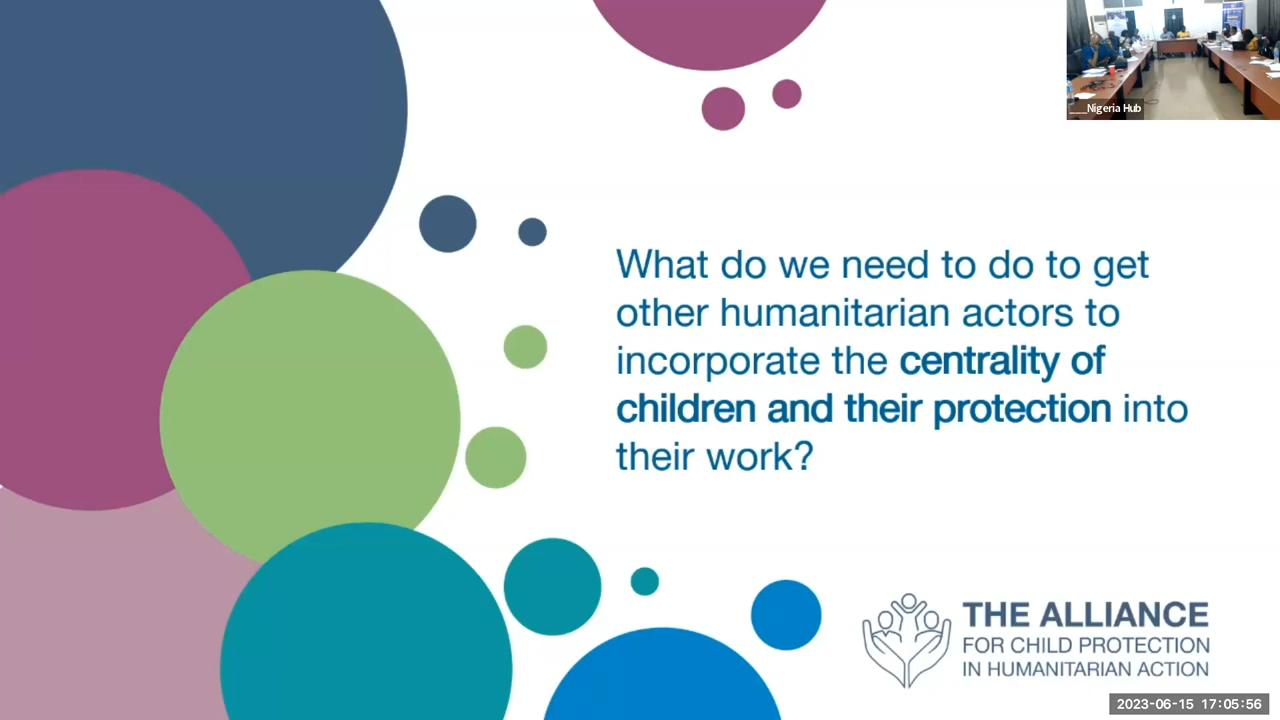 ___Nigeria Hub
What do we need to do to get
other humanitarian actors to
incorporate the centrality of
children and their protection into
their work?
THE ALLIANCE
FOR CHILD PROTECTION
IN HUMANITARIAN ACTION
2023-06-15 17:05:56